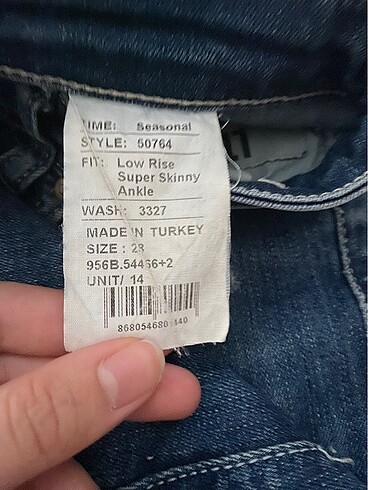 TIME: Seasonal
STYLE: 50764
FIT: Low Rise
Super Skinny
Ankle
WASH: 3327
MADE IN TURKEY
SIZE : 28
956B.54466+2
UNIT/ 14